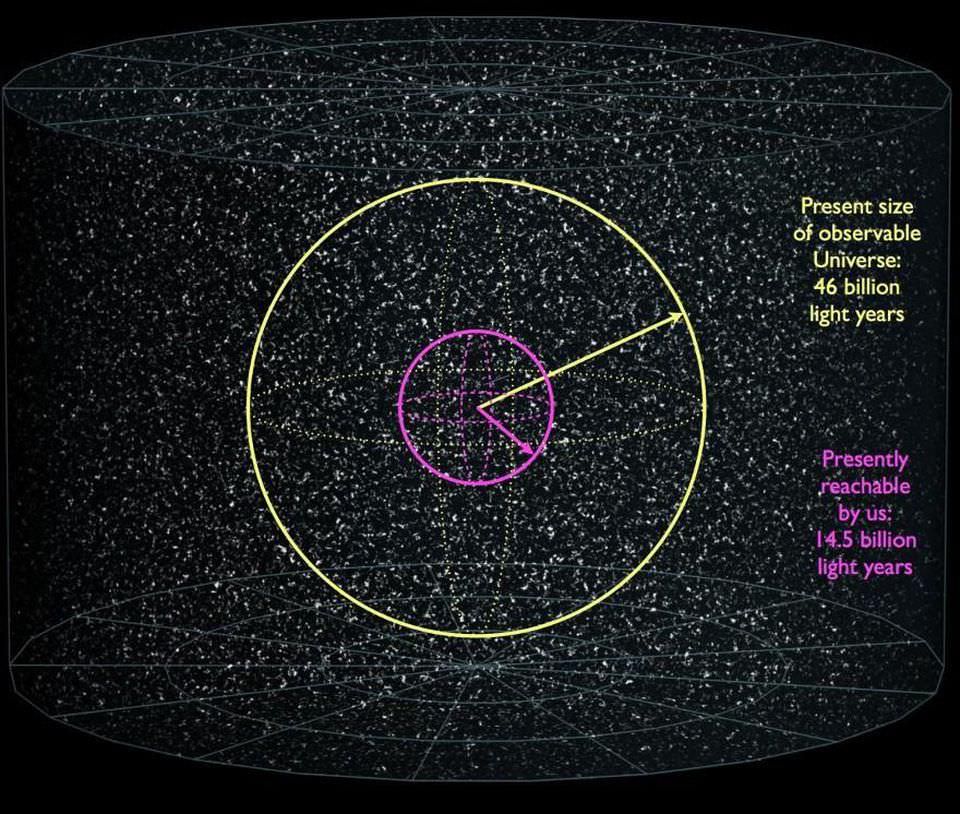 Present size
of observable
Universe:
46 billion
light years
Presently
reachable
by us:
14.5 billion
light years